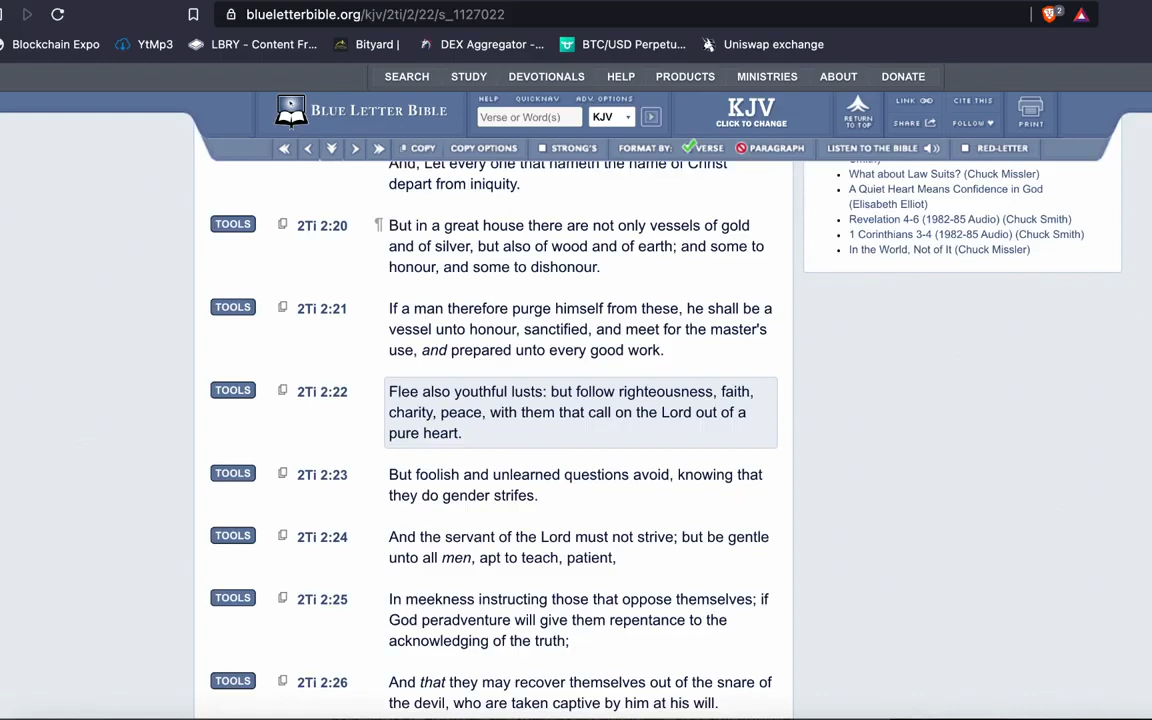 blueletterbible.org/kjv/2ti/2/22/s_1127022
2
Blockchain Expo
YtMp3
LBRY - Content Fr...
Bityard |
DEX Aggregator -...
BTC/USD Perpetu...
Uniswap exchange
SEARCH STUDY DEVOTIONALS HELP PRODUCTS MINISTRIES ABOUT DONATE
BLUE LETTER BIBLE
HELP QUICKNAV ADV. OPTIONS
Verse or Word(s) KJV
KJV
CLICK TO CHANGE
RETURN
TO TOP
LINK CITE THIS
SHARE FOLLOW
PRINT
COPY COPY OPTIONS STRONG'S FORMAT BY: VERSE PARAGRAPH LISTEN TO THE BIBLE RED-LETTER
And, Let every one that nameth the name of Christ
depart from iniquity.
TOOLS 2Ti 2:20 ¶ But in a great house there are not only vessels of gold
and of silver, but also of wood and of earth; and some to
honour, and some to dishonour.
TOOLS 2Ti 2:21 If a man therefore purge himself from these, he shall be a
vessel unto honour, sanctified, and meet for the master's
use, and prepared unto every good work.
TOOLS 2Ti 2:22 Flee also youthful lusts: but follow righteousness, faith,
charity, peace, with them that call on the Lord out of a
pure heart.
TOOLS 2Ti 2:23 But foolish and unlearned questions avoid, knowing that
they do gender strifes.
TOOLS 2Ti 2:24 And the servant of the Lord must not strive; but be gentle
unto all men, apt to teach, patient,
TOOLS 2Ti 2:25 In meekness instructing those that oppose themselves; if
God peradventure will give them repentance to the
acknowledging of the truth;
TOOLS 2Ti 2:26 And that they may recover themselves out of the snare of
the devil, who are taken captive by him at his will.
Smith)
What about Law Suits? (Chuck Missler)
A Quiet Heart Means Confidence in God
(Elisabeth Elliot)
Revelation 4-6 (1982-85 Audio) (Chuck Smith)
1 Corinthians 3-4 (1982-85 Audio) (Chuck Smith)
In the World, Not of It (Chuck Missler)